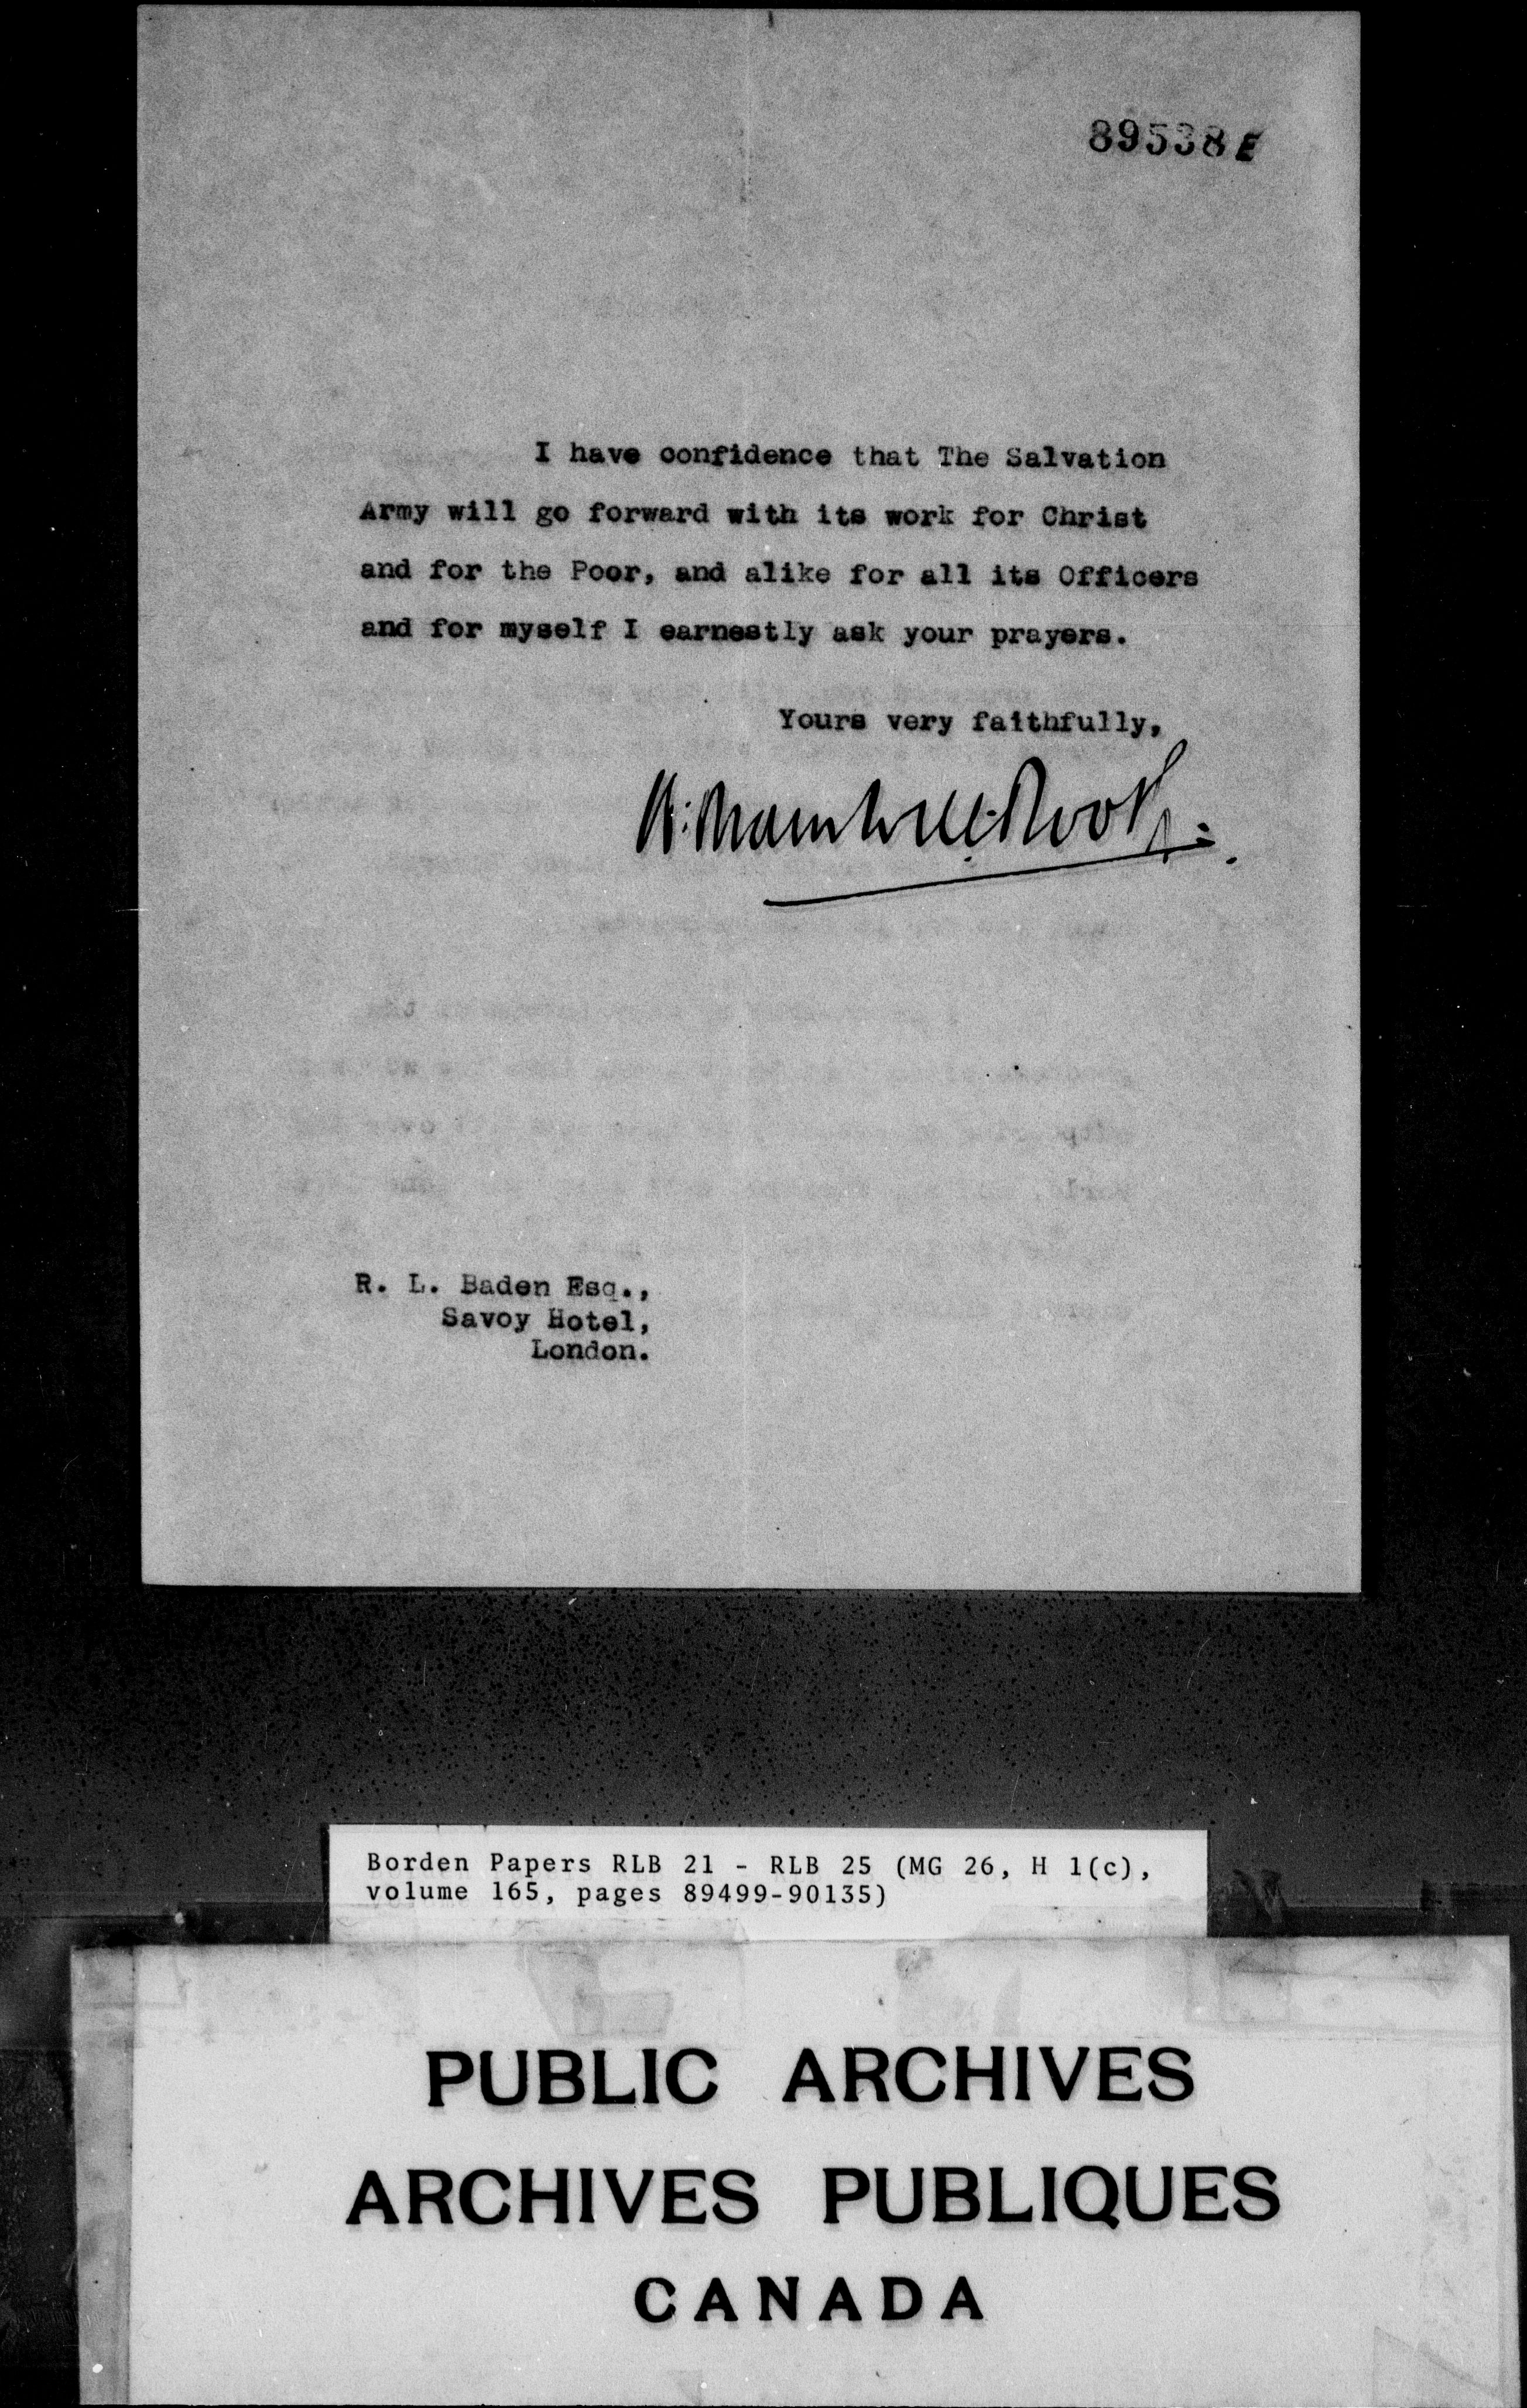 89538E
I have confidence that The Salvation
Army will go forward with its work for Christ
and for the Poor, and alike for all its Officers
and for myself I earnestly ask your prayers.
Yours very faithfully,
W. Bramwell Booth.
R. L. Baden Esq.,
Savoy Hotel,
London.
Borden Papers RLB 21 - RLB 25 (MG 26, H 1(c),
volume 165, pages 89499-90135)
PUBLIC ARCHIVES
ARCHIVES PUBLIQUES
CANADA